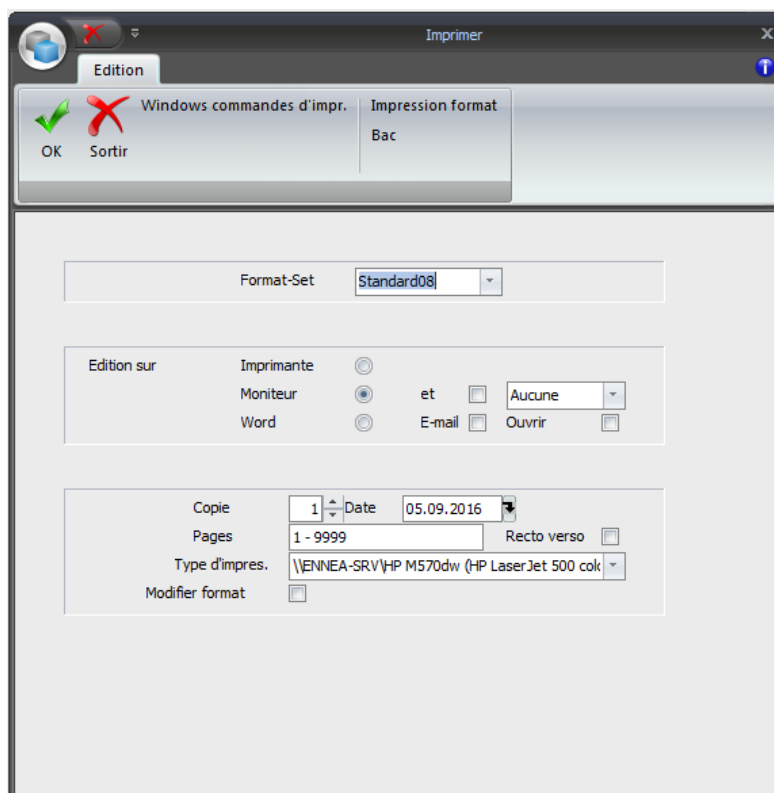 Imprimer
Edition
Windows commandes d'impr. Impression format
Bac
OK Sortir
Format-Set Standard08
Edition sur Imprimante
Moniteur et Aucune
Word E-mail Ouvrir
Copie 1 Date 05.09.2016
Pages 1 - 9999 Recto verso
Type d'impres. \\ENNEA-SRV\HP M570dw (HP LaserJet 500 colo
Modifier format